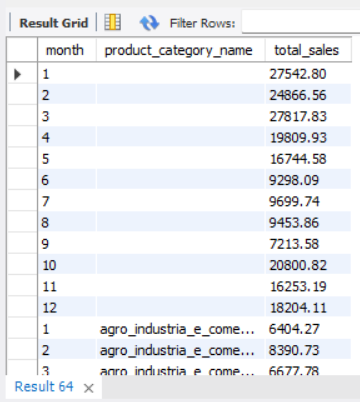 Result Grid Filter Rows:
month product_category_name total_sales
1 27542.80
2 24866.56
3 27817.83
4 19809.93
5 16744.58
6 9298.09
7 9699.74
8 9453.86
9 7213.58
10 20800.82
11 16253.19
12 18204.11
1 agro_industria_e_come... 6404.27
2 agro_industria_e_come... 8390.73
3 agro_industria_e_come... 6677.78
Result 64